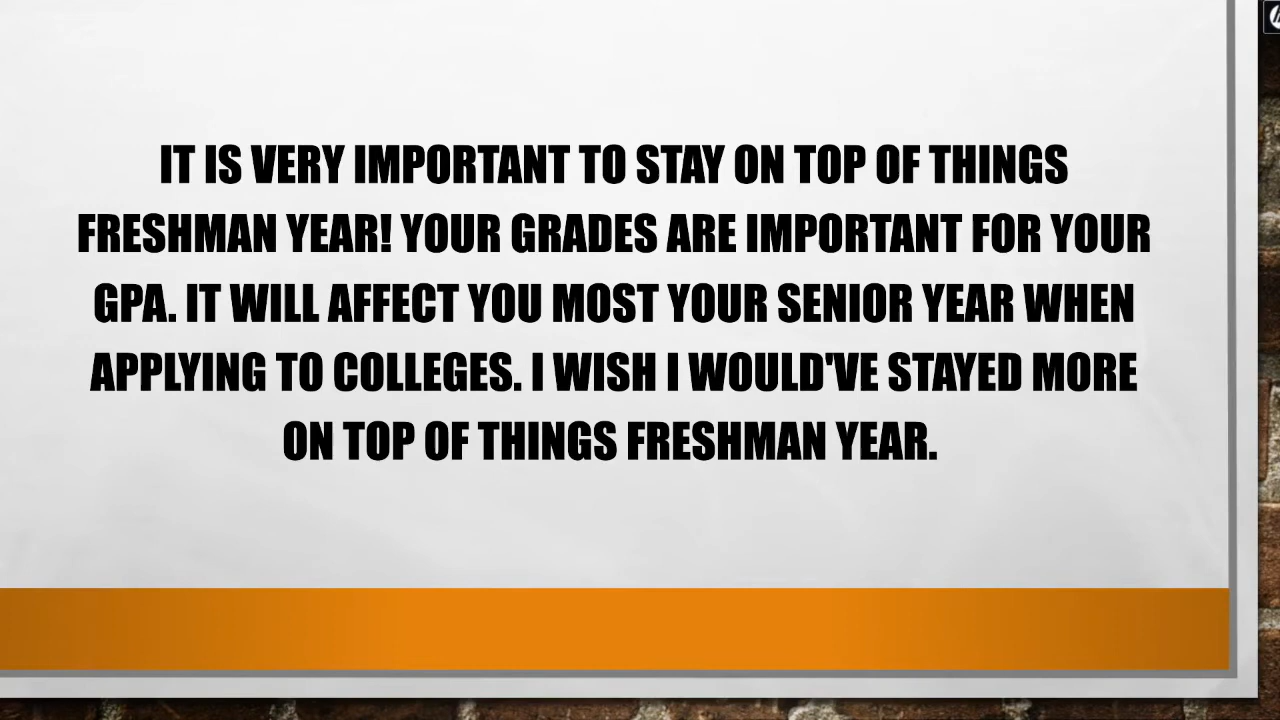 IT IS VERY IMPORTANT TO STAY ON TOP OF THINGS
FRESHMAN YEAR! YOUR GRADES ARE IMPORTANT FOR YOUR
GPA. IT WILL AFFECT YOU MOST YOUR SENIOR YEAR WHEN
APPLYING TO COLLEGES. I WISH I WOULD'VE STAYED MORE
ON TOP OF THINGS FRESHMAN YEAR.